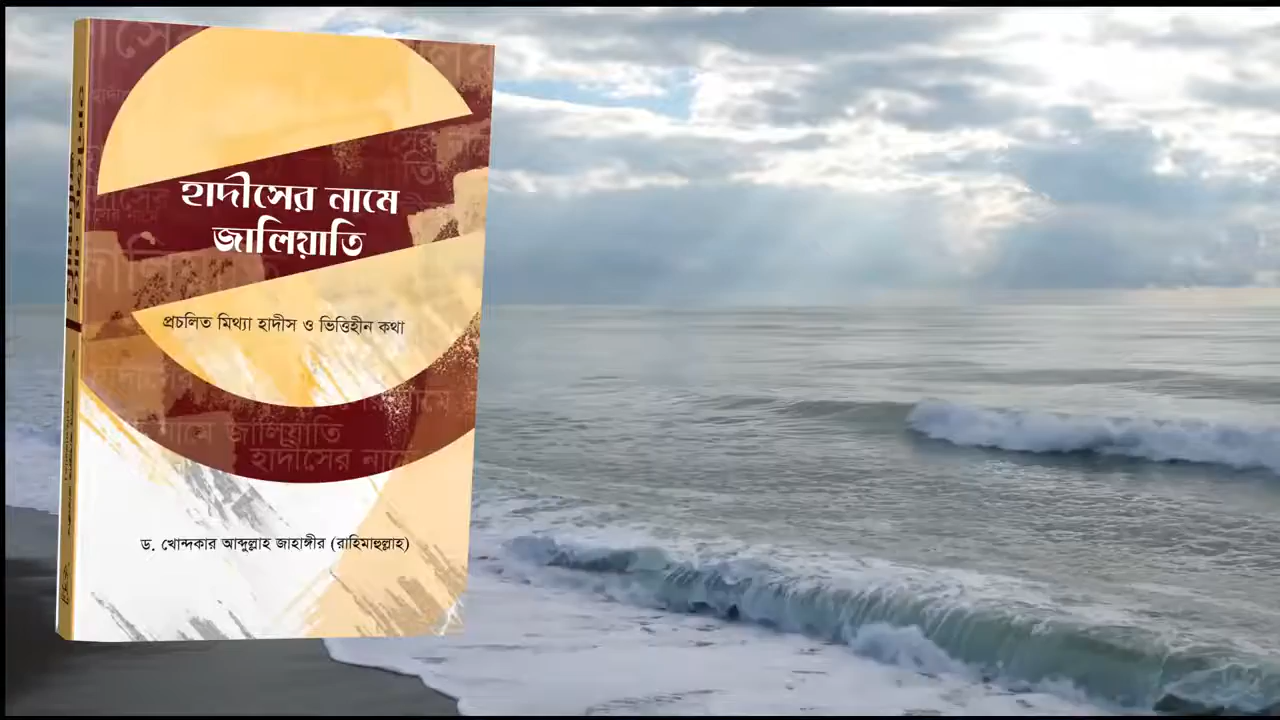 হাদীসের নামে
জালিয়াতি
প্রচলিত মিথ্যা হাদীস ও ভিত্তিহীন কথা
নামে জালিয়াতি
হাদীসের নামে
ড. খোন্দকার আব্দুল্লাহ জাহাঙ্গীর (রাহিমাহুল্লাহ)